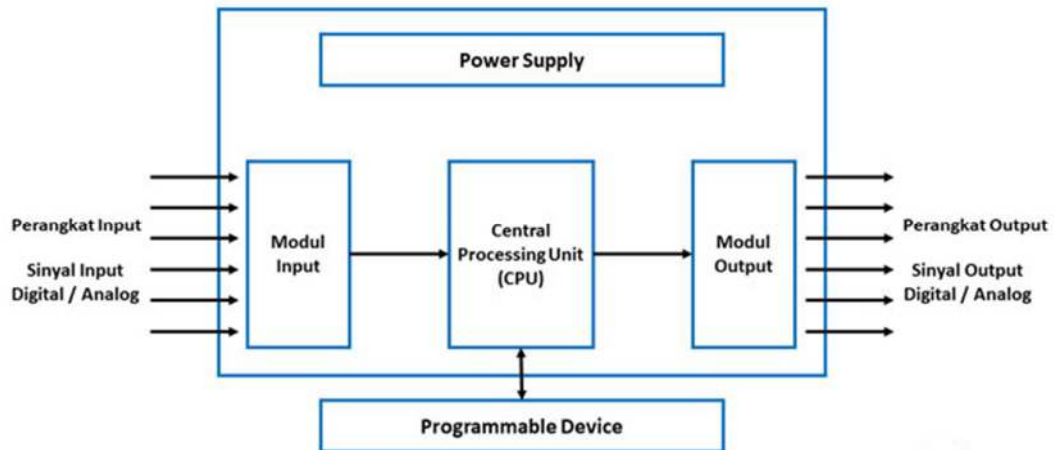 Power Supply
Perangkat Input
Sinyal Input
Digital / Analog
Modul
Input
Central
Processing Unit
(CPU)
Modul
Output
Perangkat Output
Sinyal Output
Digital / Analog
Programmable Device